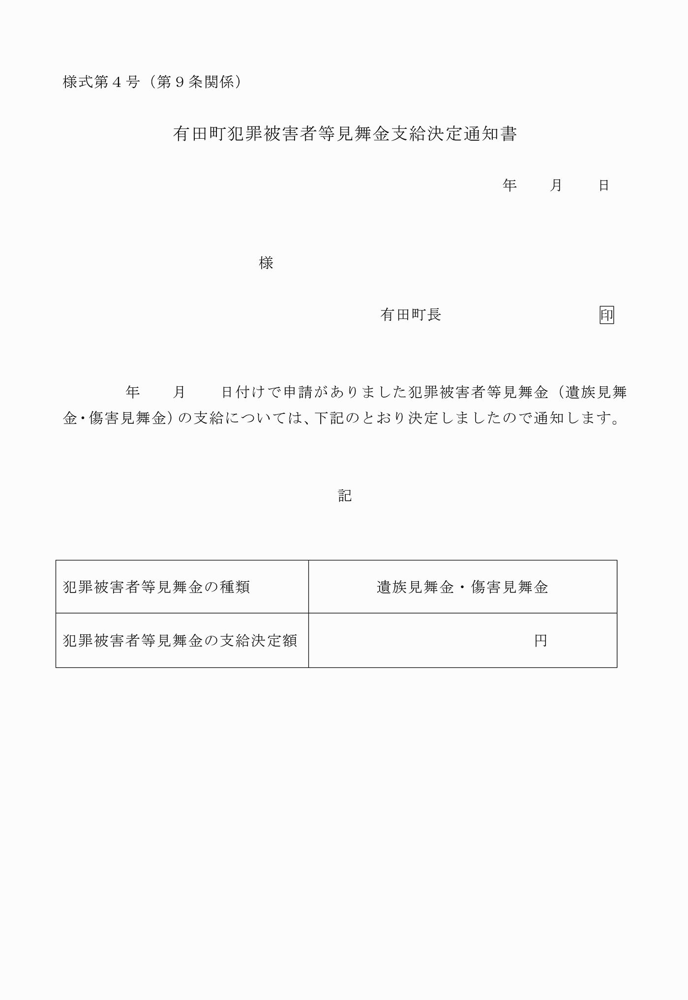 様式第４号（第９条関係）
有田町犯罪被害者等見舞金支給決定通知書
年　　月　　日
様
有田町長　　　　　　　　　　印
年　　月　　日付けで申請がありました犯罪被害者等見舞金（遺族見舞
金・傷害見舞金）の支給については、下記のとおり決定しましたので通知します。
記
犯罪被害者等見舞金の種類　　遺族見舞金・傷害見舞金
犯罪被害者等見舞金の支給決定額　　円